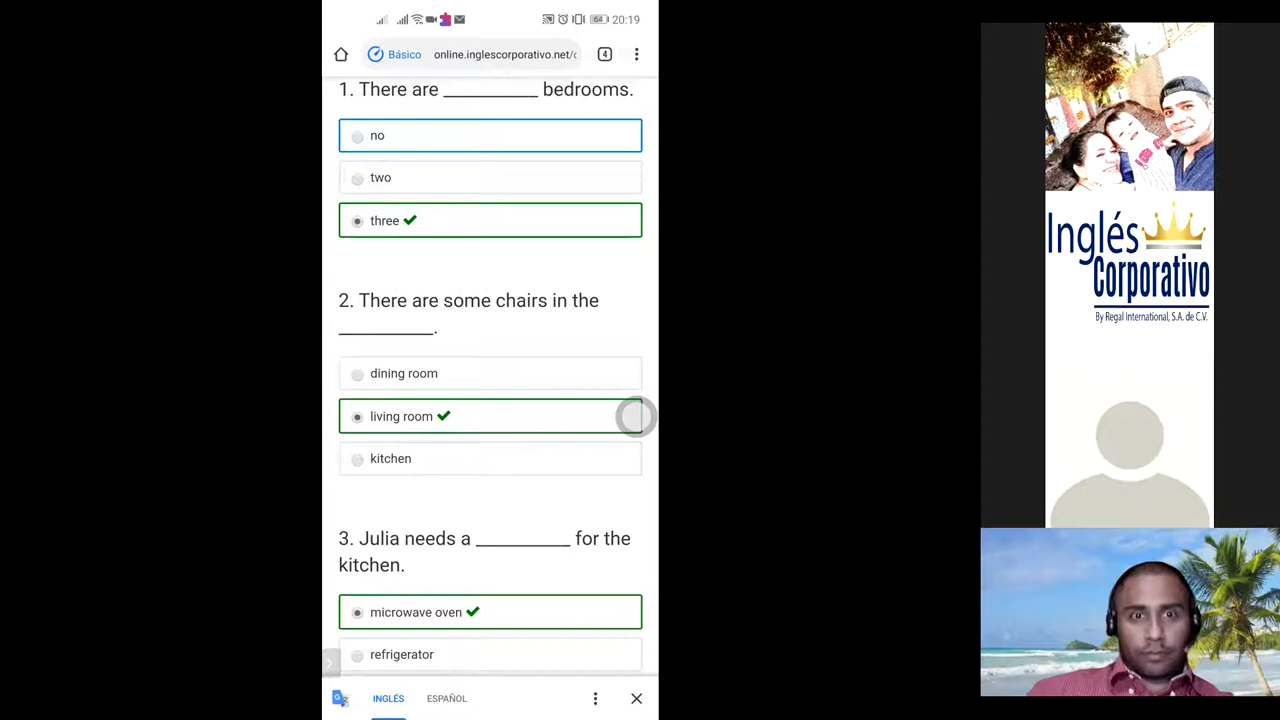 64 20:19
Básico online.inglescorporativo.net/c 4
1. There are __________ bedrooms.
no
two
three
2. There are some chairs in the
__________.
dining room
living room
kitchen
3. Julia needs a __________ for the
kitchen.
microwave oven
refrigerator
INGLÉS ESPAÑOL
Inglés
Corporativo
By Regal International, S.A. de C.V.